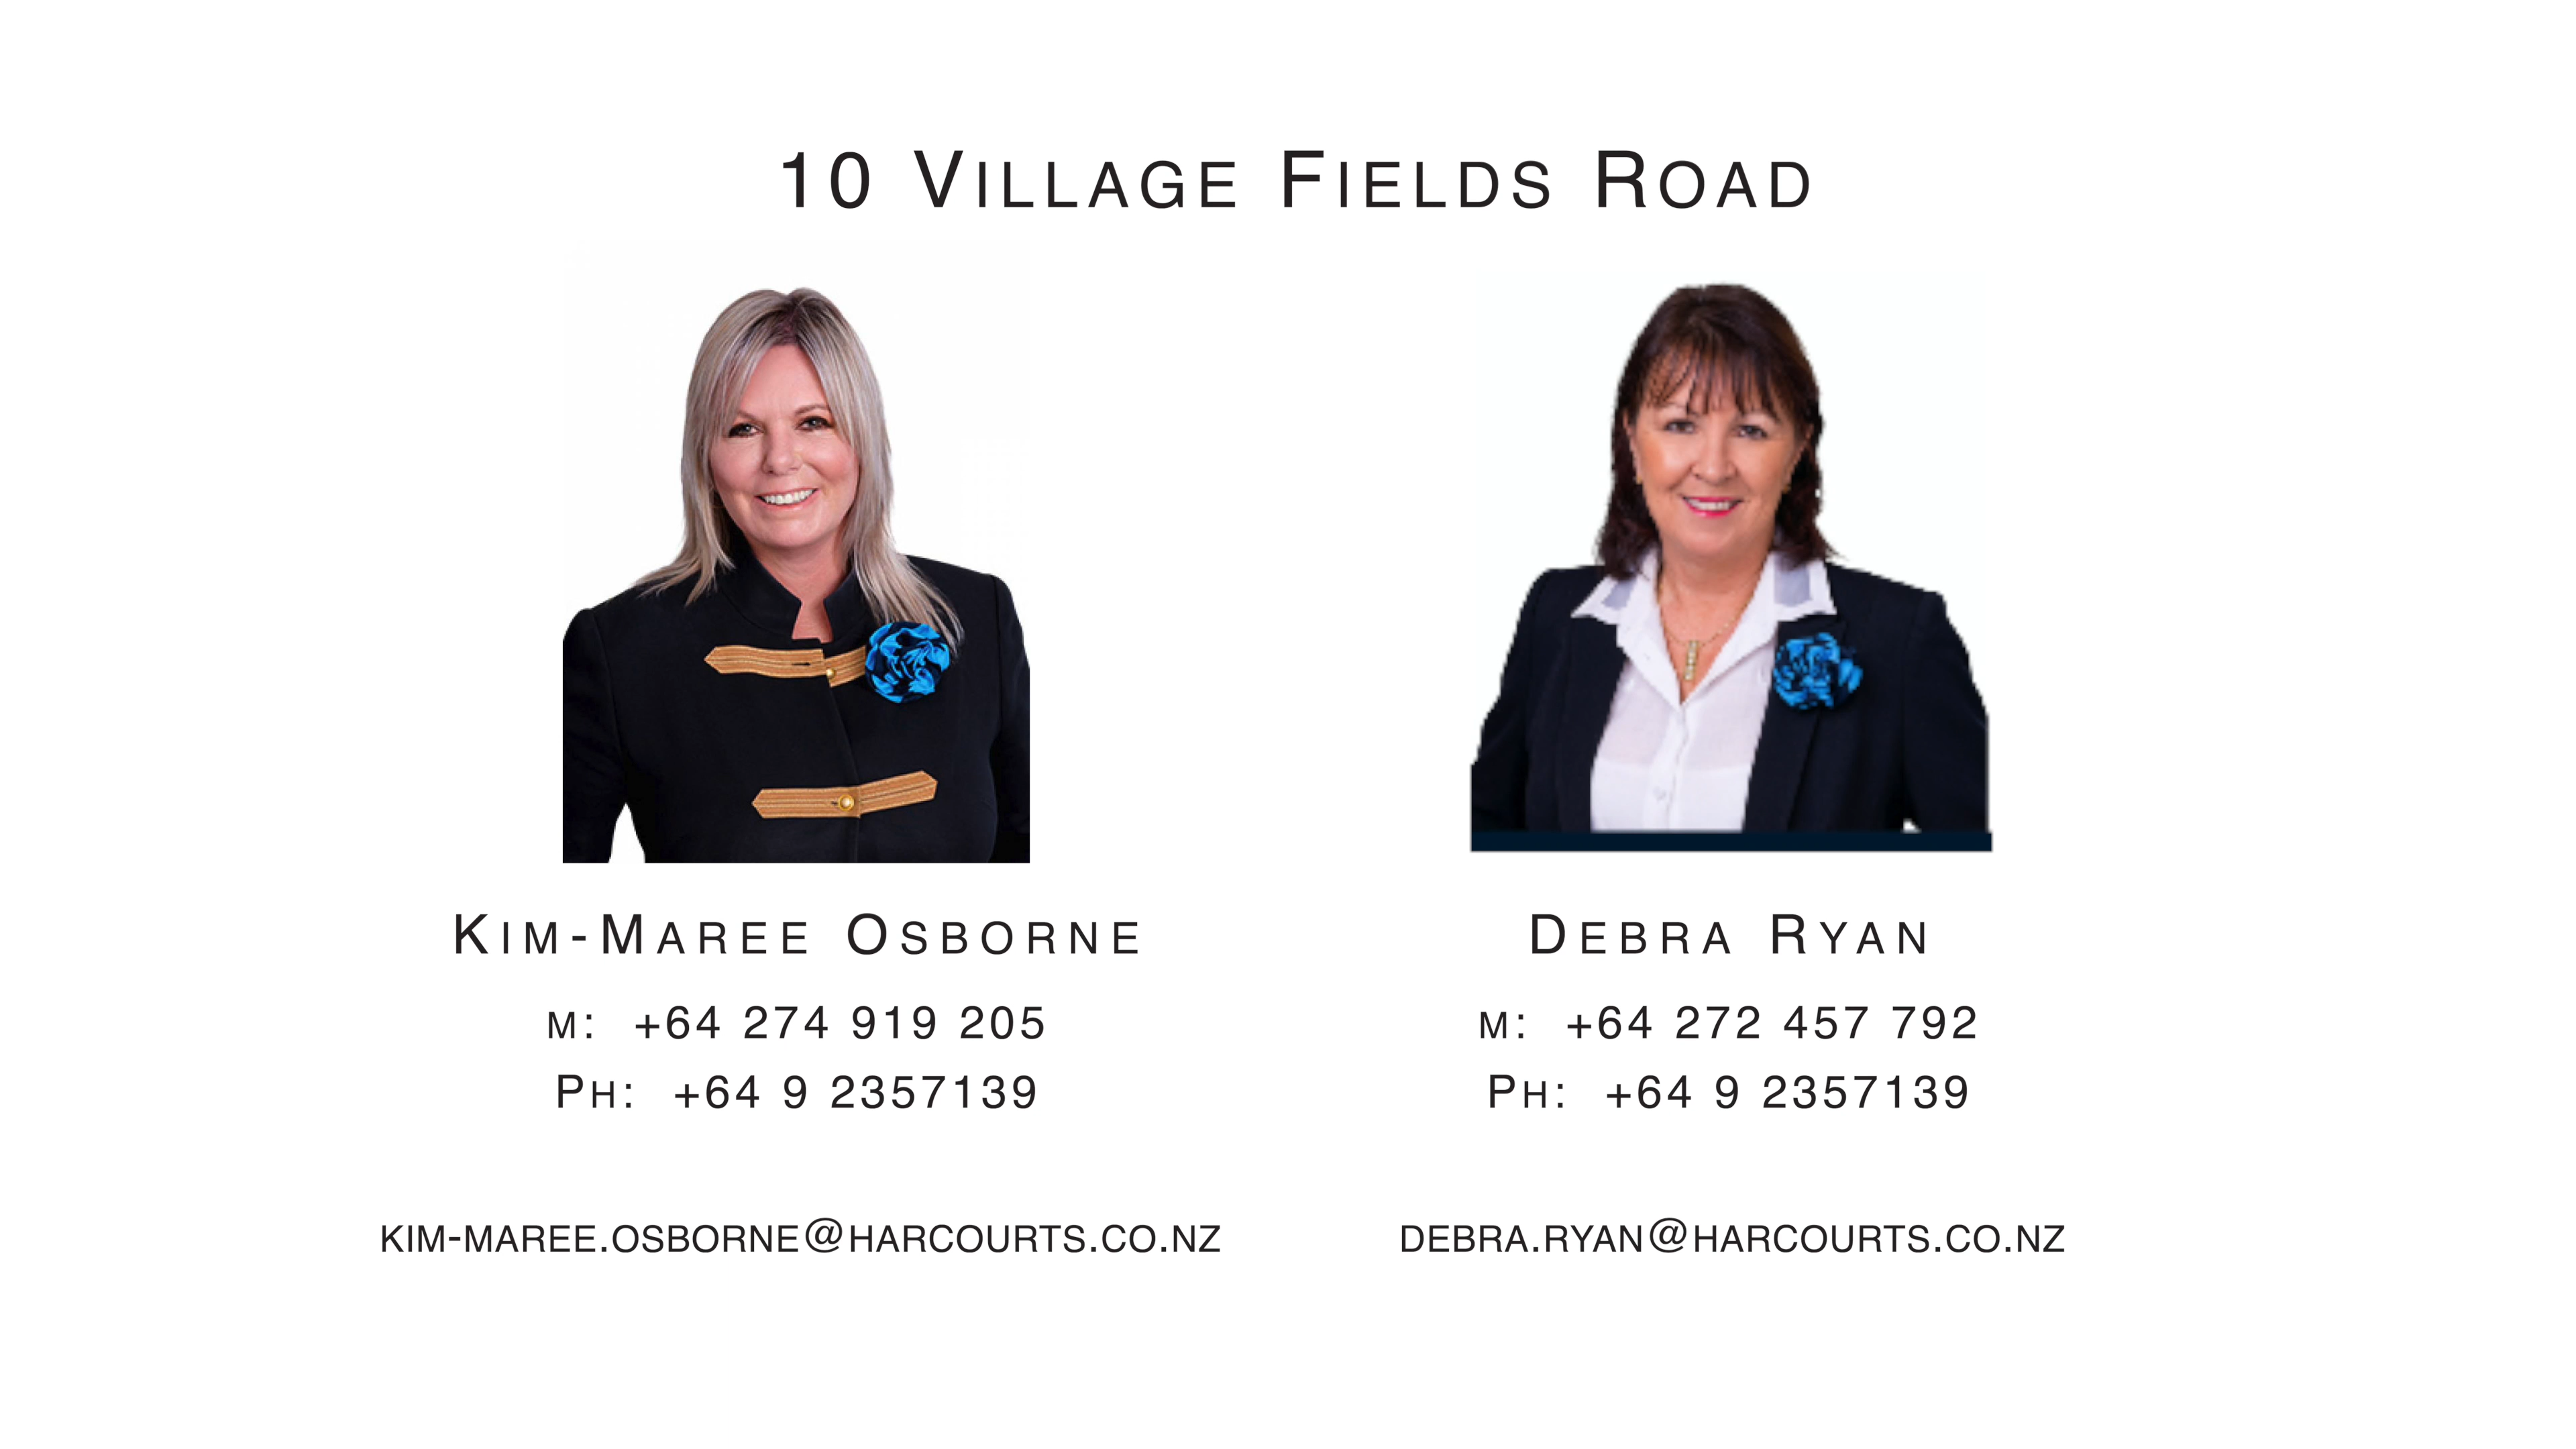 10 Village Fields Road
Kim-Maree Osborne
m: +64 274 919 205
Ph: +64 9 2357139
kim-maree.osborne@harcourts.co.nz
Debra Ryan
m: +64 272 457 792
Ph: +64 9 2357139
debra.ryan@harcourts.co.nz